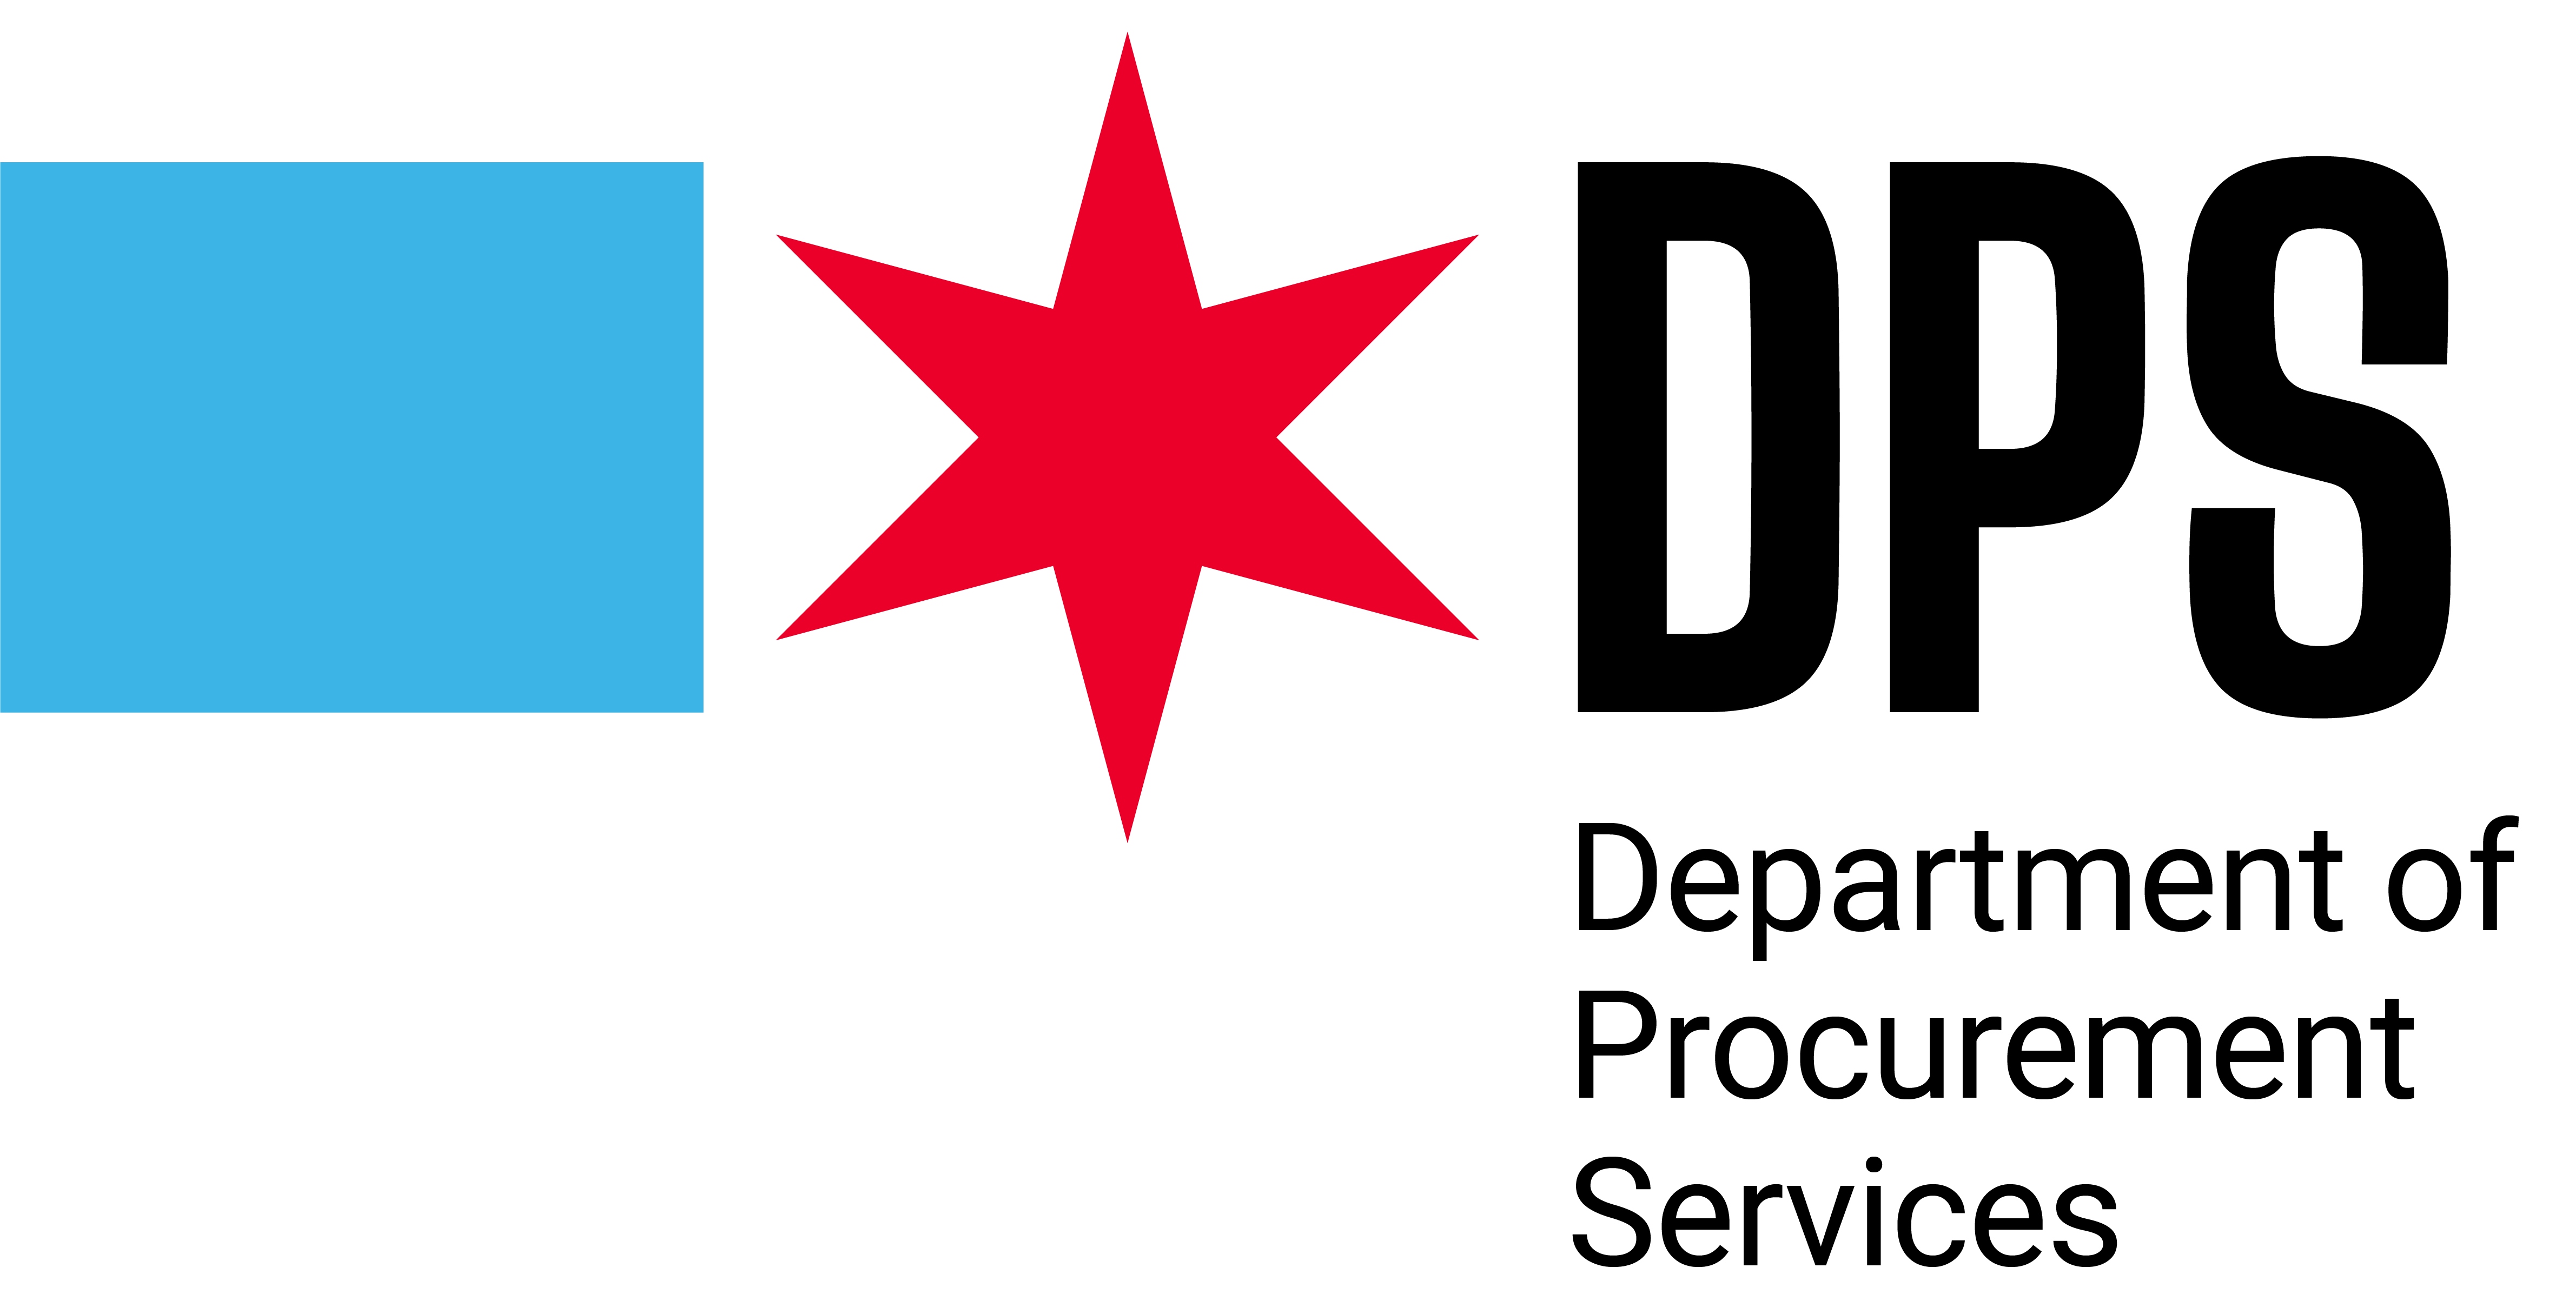 DPS
Department of
Procurement
Services